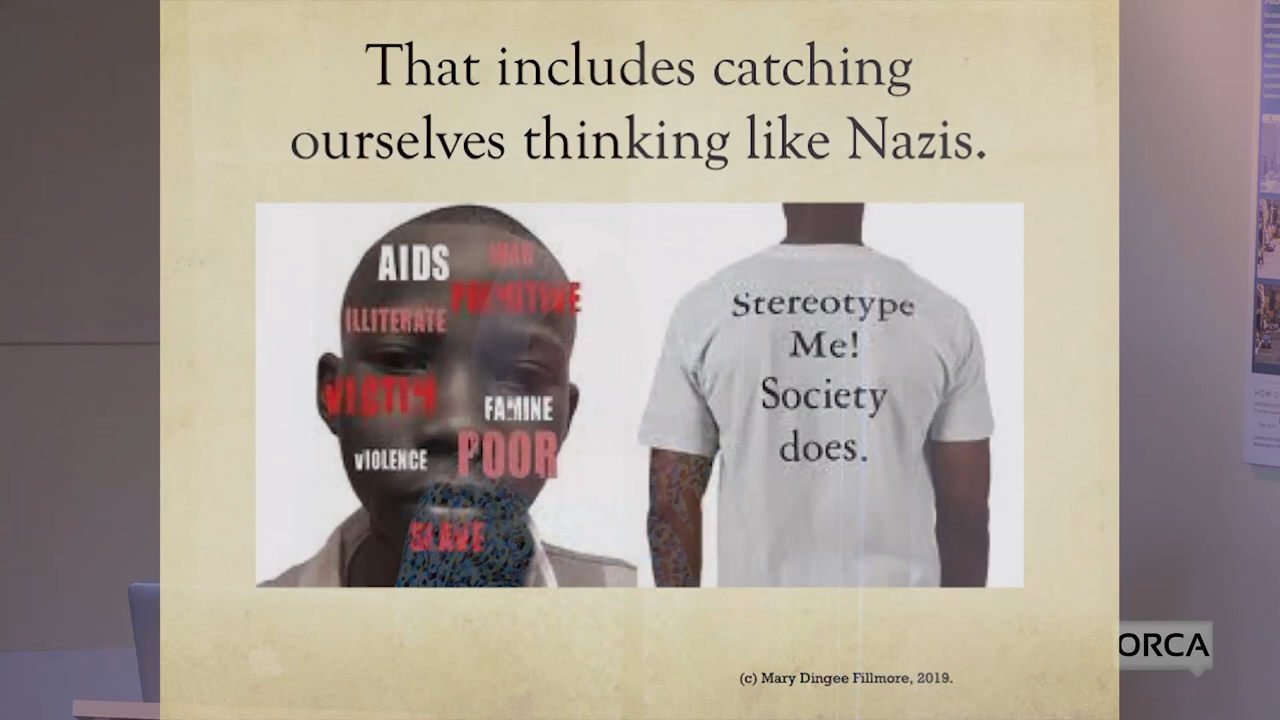 That includes catching
ourselves thinking like Nazis.
AIDS
WAR
PRIMITIVE
ILLITERATE
VICTIM
FAMINE
VIOLENCE
POOR
SLAVE
Stereotype
Me!
Society
does.
(c) Mary Dingee Fillmore, 2019.
ORCA